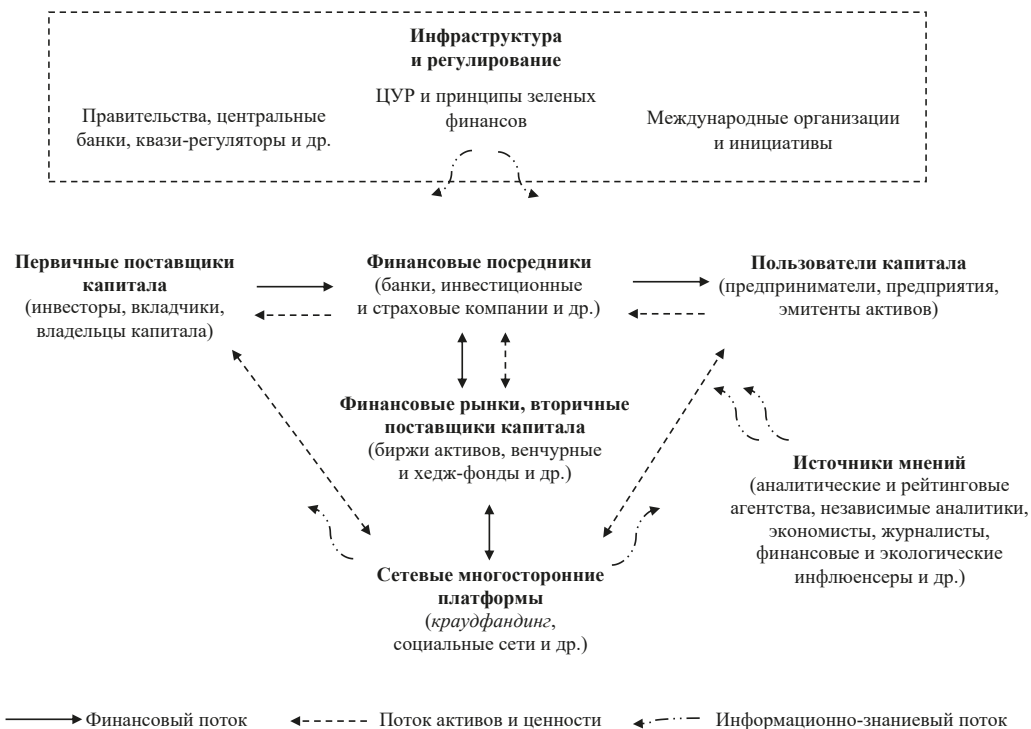 Инфраструктура
и регулирование
ЦУР и принципы зеленых
финансов
Правительства, центральные
банки, квази-регуляторы и др.
Международные организации
и инициативы
Первичные поставщики
капитала
(инвесторы, вкладчики,
владельцы капитала)
Финансовые посредники
(банки, инвестиционные
и страховые компании и др.)
Пользователи капитала
(предприниматели, предприятия,
эмитенты активов)
Финансовые рынки, вторичные
поставщики капитала
(биржи активов, венчурные
и хедж-фонды и др.)
Источники мнений
(аналитические и рейтинговые
агентства, независимые аналитики,
экономисты, журналисты,
финансовые и экологические
инфлюенсеры и др.)
Сетевые многосторонние
платформы
(краудфандинг,
социальные сети и др.)
Финансовый поток
Поток активов и ценности
Информационно-знаниевый поток